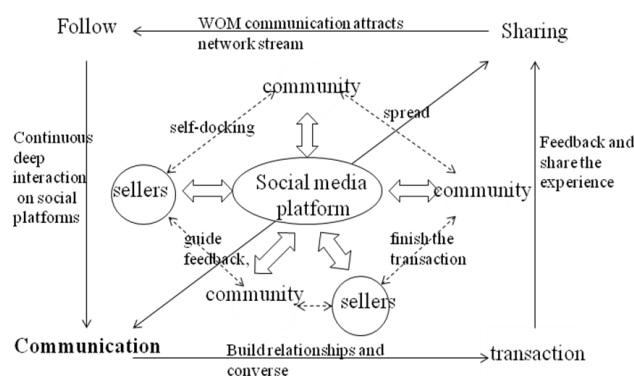 Follow
WOM communication attracts
network stream
Sharing
community
self-docking
spread
Continuous
deep
interaction
on social
platforms
Feedback and
share the
experience
sellers
Social media
platform
community
guide
feedback,
finish the
transaction
community
sellers
Communication
Build relationships and
converse
transaction